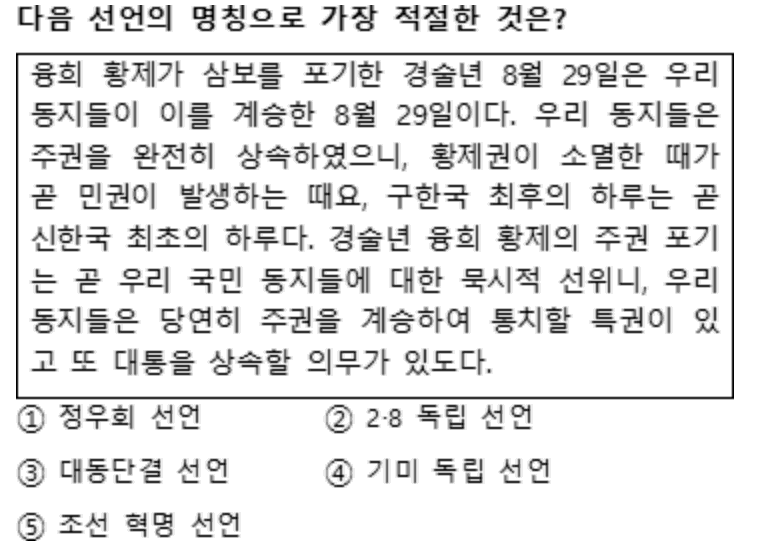 다음 선언의 명칭으로 가장 적절한 것은?
융희 황제가 삼보를 포기한 경술년 8월 29일은 우리
동지들이 이를 계승한 8월 29일이다. 우리 동지들은
주권을 완전히 상속하였으니, 황제권이 소멸한 때가
곧 민권이 발생하는 때요, 구한국 최후의 하루는 곧
신한국 최초의 하루다. 경술년 융희 황제의 주권 포기
는 곧 우리 국민 동지들에 대한 묵시적 선위니, 우리
동지들은 당연히 주권을 계승하여 통치할 특권이 있
고 또 대통을 상속할 의무가 있도다.
① 정우회 선언 ② 2·8 독립 선언
③ 대동단결 선언 ④ 기미 독립 선언
⑤ 조선 혁명 선언